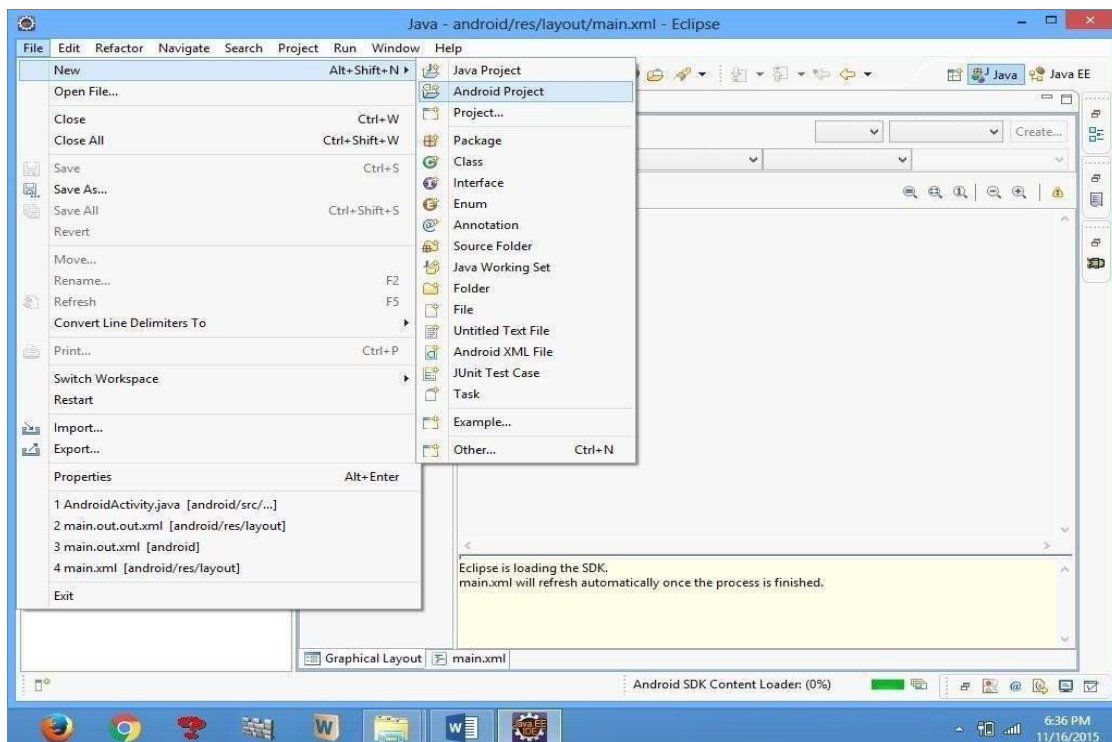 Java - android/res/layout/main.xml - Eclipse
File Edit Refactor Navigate Search Project Run Window Help
New Alt+Shift+N
Open File...
Close Ctrl+W
Close All Ctrl+Shift+W
Save Ctrl+S
Save As...
Save All Ctrl+Shift+S
Revert
Move...
Rename... F2
Refresh F5
Convert Line Delimiters To
Print... Ctrl+P
Switch Workspace
Restart
Import...
Export...
Properties Alt+Enter
1 AndroidActivity.java [android/src/...]
2 main.out.out.xml [android/res/layout]
3 main.out.xml [android]
4 main.xml [android/res/layout]
Exit
Java Project
Android Project
Project...
Package
Class
Interface
Enum
Annotation
Source Folder
Java Working Set
Folder
File
Untitled Text File
Android XML File
JUnit Test Case
Task
Example...
Other... Ctrl+N
Java Java EE
Create...
Eclipse is loading the SDK.
main.xml will refresh automatically once the process is finished.
Graphical Layout main.xml
Android SDK Content Loader: (0%)
Java EE
IDE
6:36 PM
11/16/2015